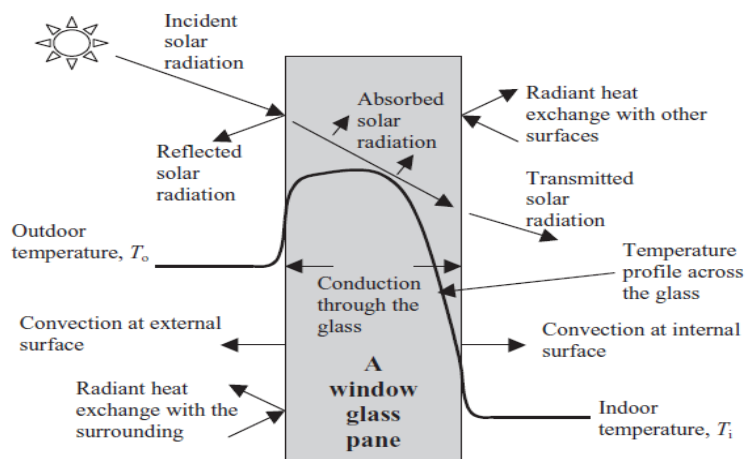 Incident
solar
radiation
Absorbed
solar
radiation
Radiant heat
exchange with other
surfaces
Reflected
solar
radiation
Transmitted
solar
radiation
Outdoor
temperature, Tₒ
Temperature
profile across
the glass
Conduction
through the
glass
Convection at external
surface
Convection at internal
surface
A
window
glass
pane
Radiant heat
exchange with the
surrounding
Indoor
temperature, Tᵢ